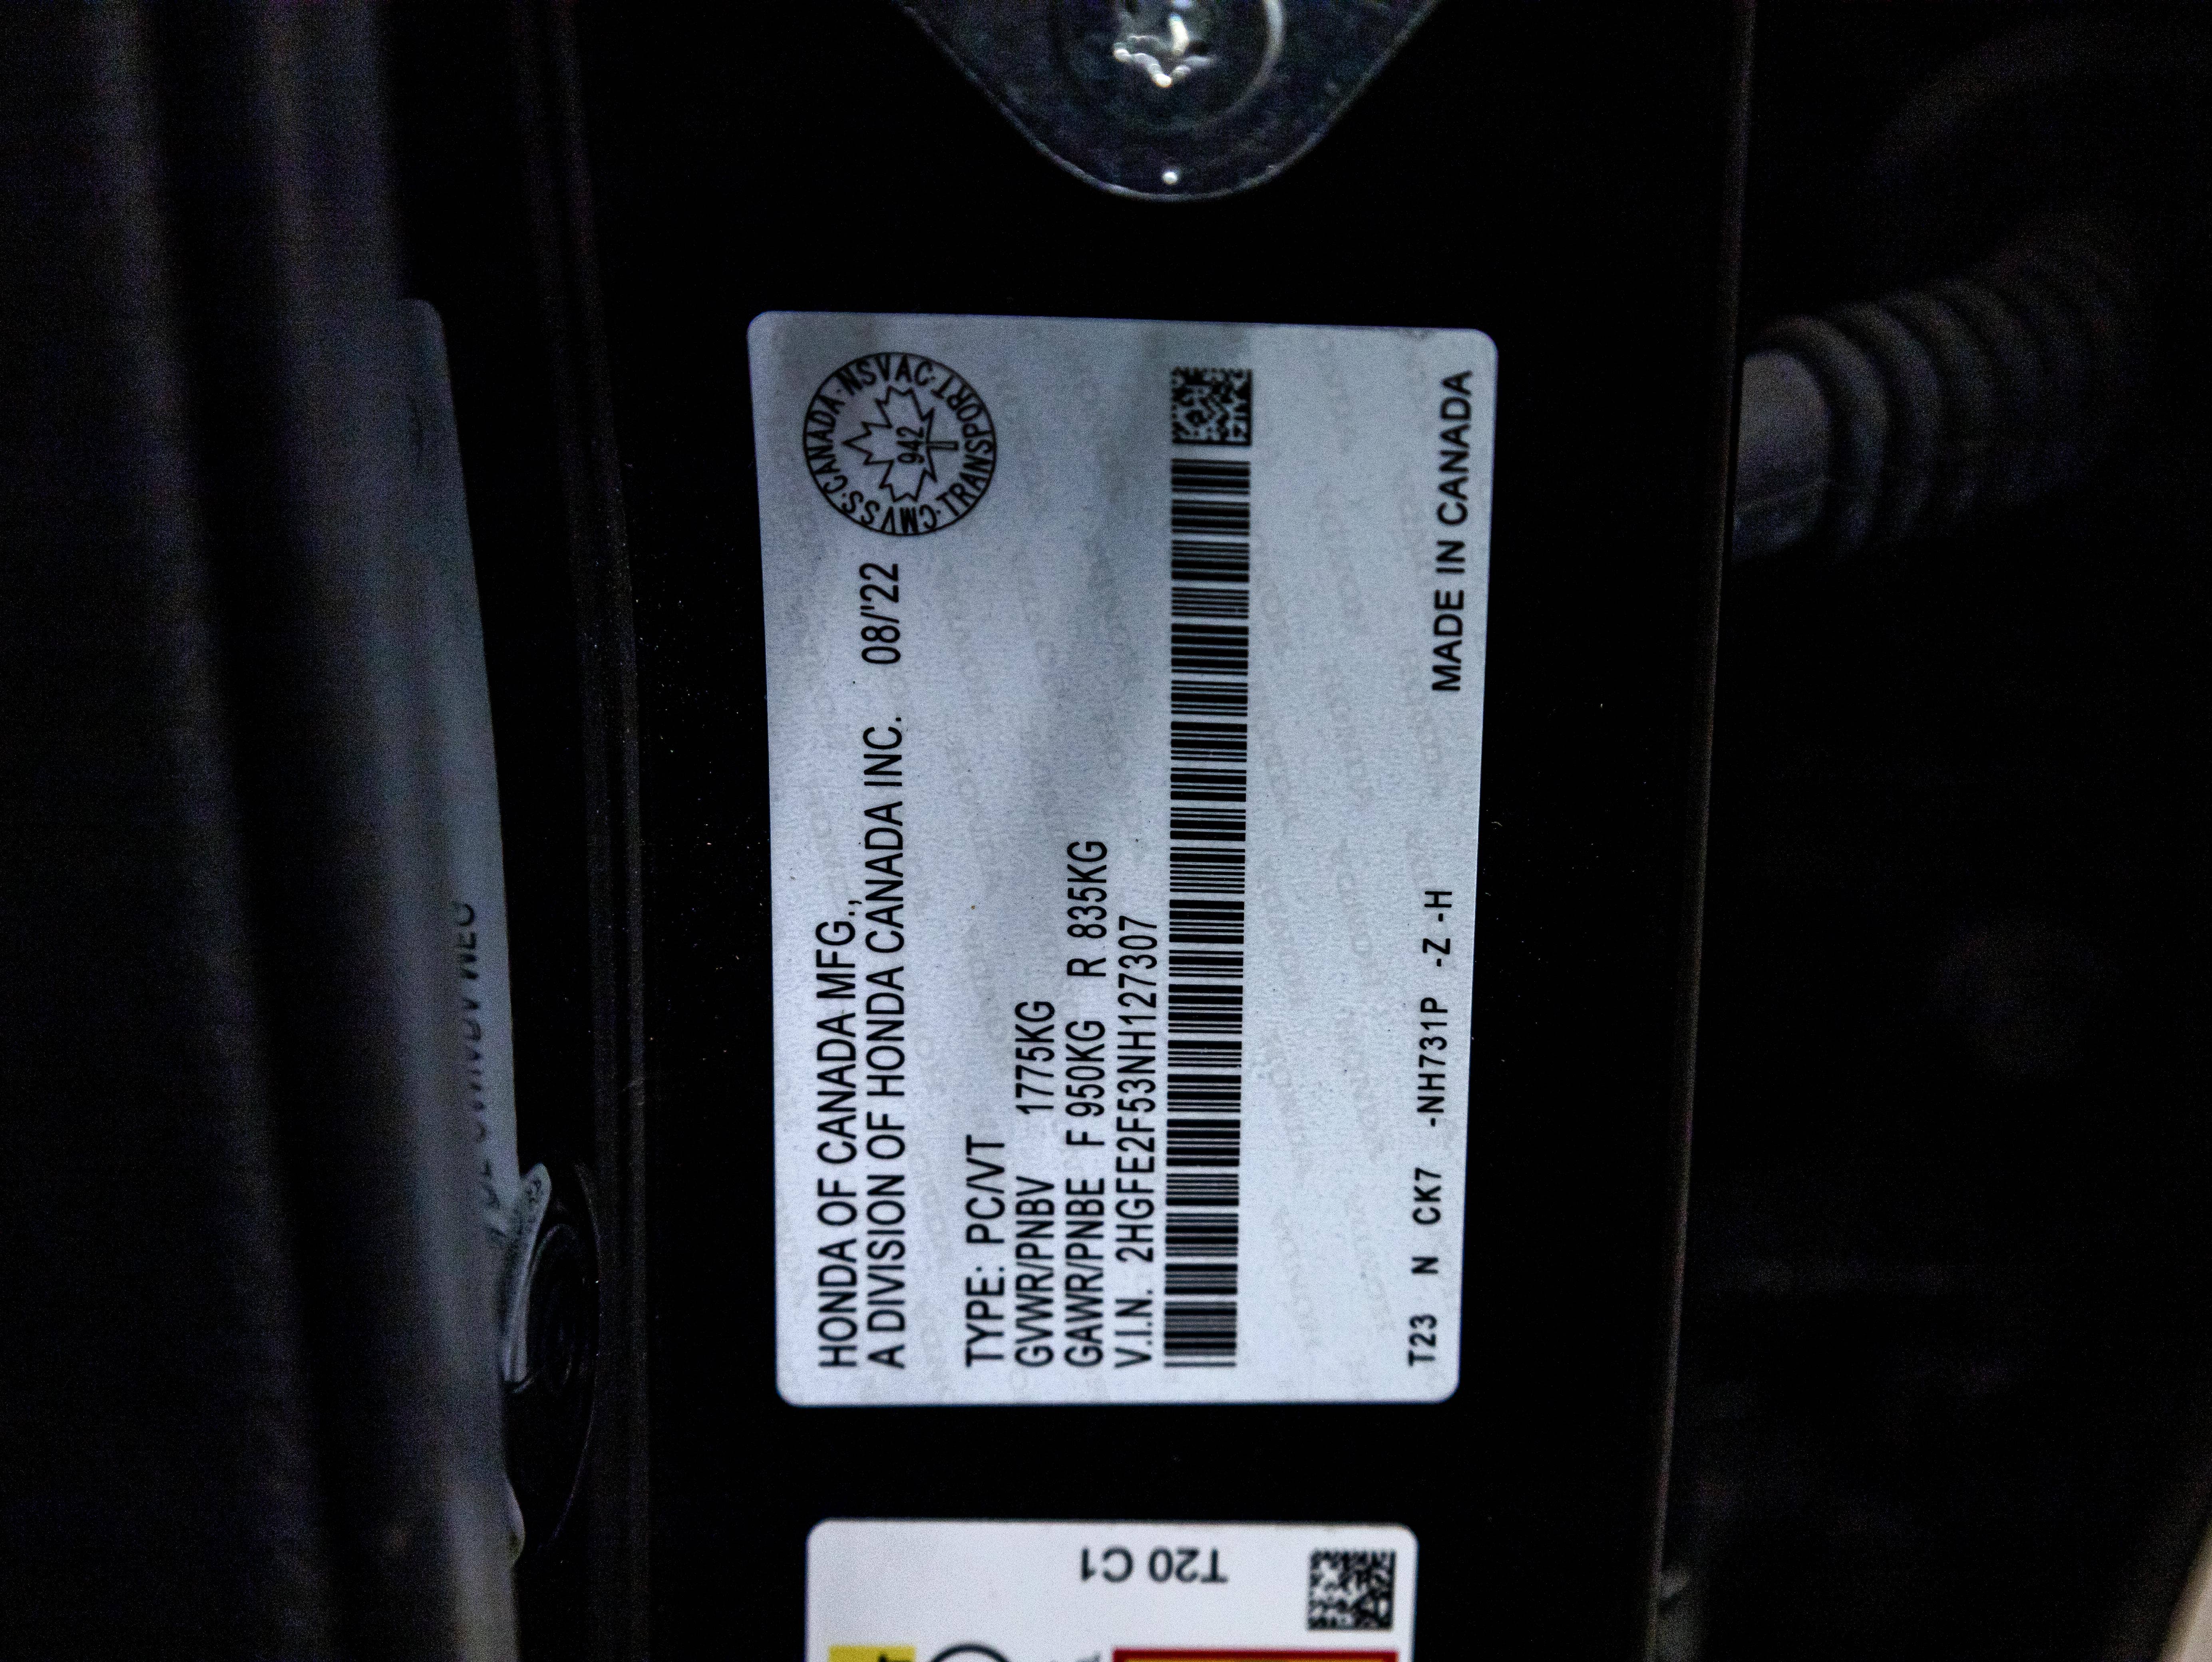 HONDA OF CANADA MFG.,
A DIVISION OF HONDA CANADA INC. 08/'22
CANADA·NSVAC·TRANSPORT·CMVSS·
942
TYPE: PC/VT
GVWR/PNBV 1775KG
GAWR/PNBE F 950KG R 835KG
V.I.N. 2HGFE2F53NH127307
T23 N CK7 -NH731P -Z -H MADE IN CANADA
T20 C1